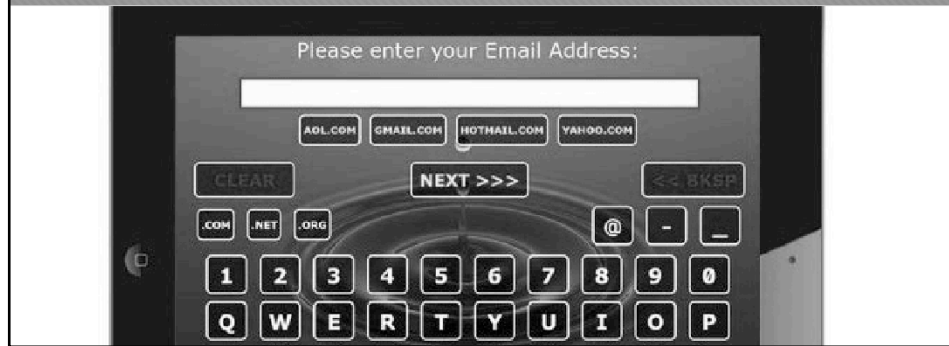 Please enter your Email Address:
AOL.COM GMAIL.COM HOTMAIL.COM YAHOO.COM
CLEAR NEXT >>> << BKSP
.COM .NET .ORG @ - _
1 2 3 4 5 6 7 8 9 0
Q W E R T Y U I O P